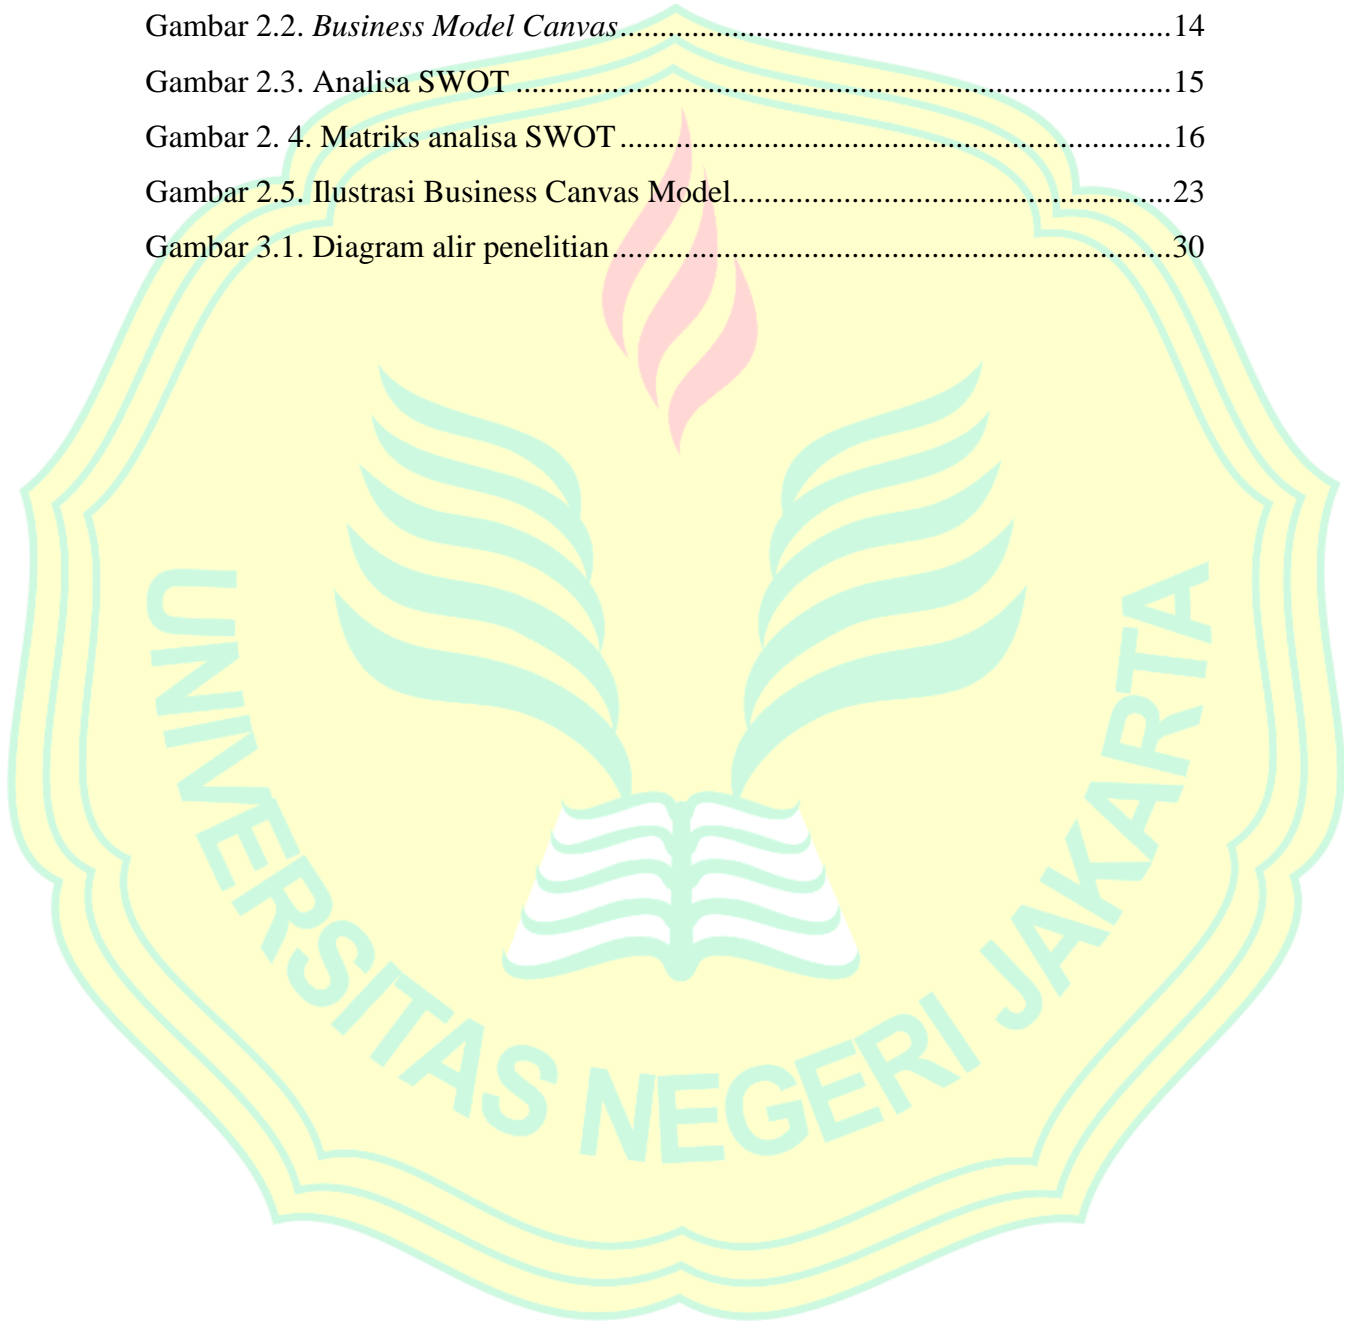 Gambar 2.2. Business Model Canvas.....................................................................14
Gambar 2.3. Analisa SWOT ..................................................................................15
Gambar 2. 4. Matriks analisa SWOT .....................................................................16
Gambar 2.5. Ilustrasi Business Canvas Model.......................................................23
Gambar 3.1. Diagram alir penelitian......................................................................30
UNIVERSITAS NEGERI JAKARTA